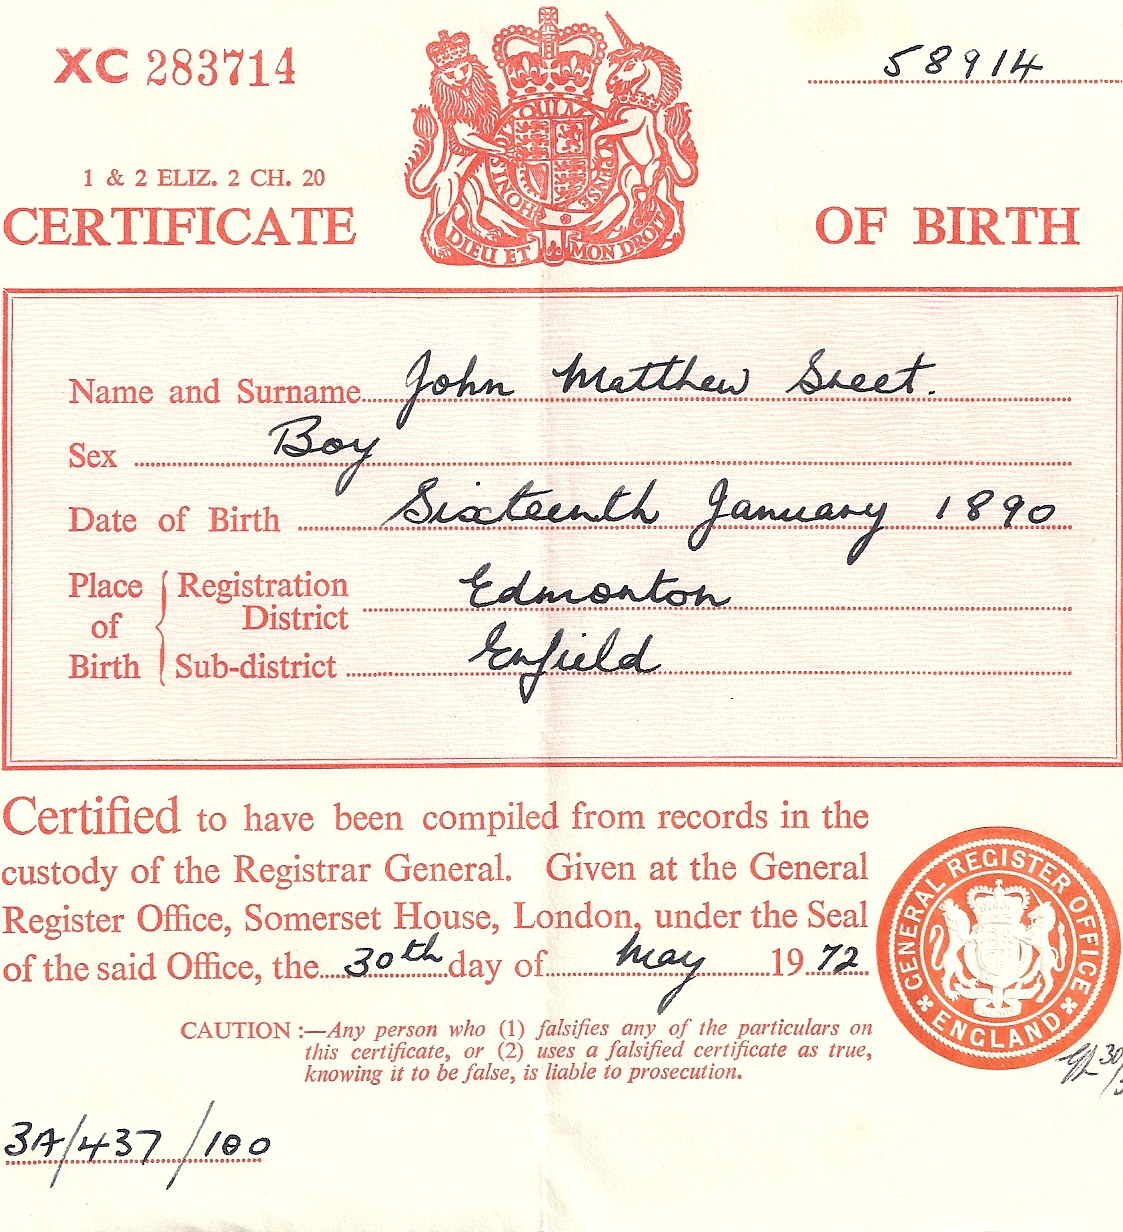 XC 283714
58914
1 & 2 ELIZ. 2 CH. 20
HONI SOIT QUI MAL Y PENSE
DIEU ET MON DROIT
CERTIFICATE OF BIRTH
Name and Surname John Matthew Sreet.
Sex Boy
Date of Birth Sixteenth January 1890
Place of Birth { Registration District Edmonton
Sub-district Enfield
Certified to have been compiled from records in the
custody of the Registrar General. Given at the General
Register Office, Somerset House, London, under the Seal
of the said Office, the 30th day of May 1972
GENERAL REGISTER OFFICE
ENGLAND
CAUTION :—Any person who (1) falsifies any of the particulars on
this certificate, or (2) uses a falsified certificate as true,
knowing it to be false, is liable to prosecution.
30/5
3A/437/180